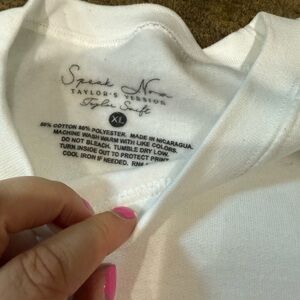 Speak Now
TAYLOR'S VERSION
Taylor Swift
XL
50% COTTON 50% POLYESTER. MADE IN NICARAGUA.
MACHINE WASH WARM WITH LIKE COLORS.
DO NOT BLEACH. TUMBLE DRY LOW.
TURN INSIDE OUT TO PROTECT PRINT.
COOL IRON IF NEEDED.